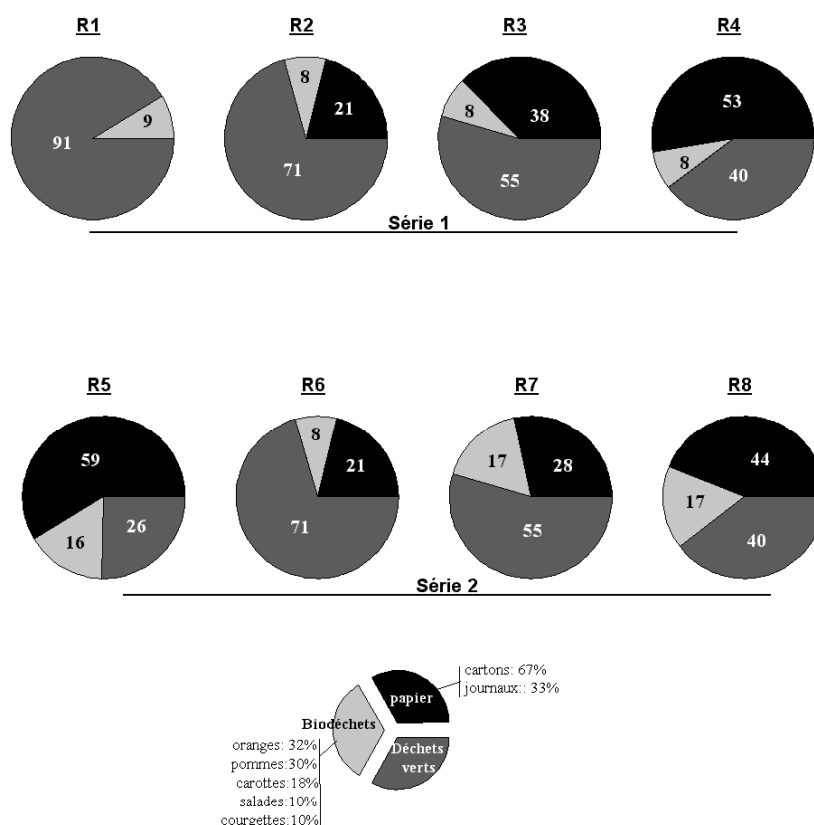 R1 R2 R3 R4
91 9
71 8 21
55 8 38
40 8 53
Série 1
R5 R6 R7 R8
59 16 26
71 8 21
55 17 28
40 17 44
Série 2
cartons: 67%
journaux:: 33%
papier
Biodéchets
Déchets
verts
oranges: 32%
pommes:30%
carottes:18%
salades:10%
courgettes:10%